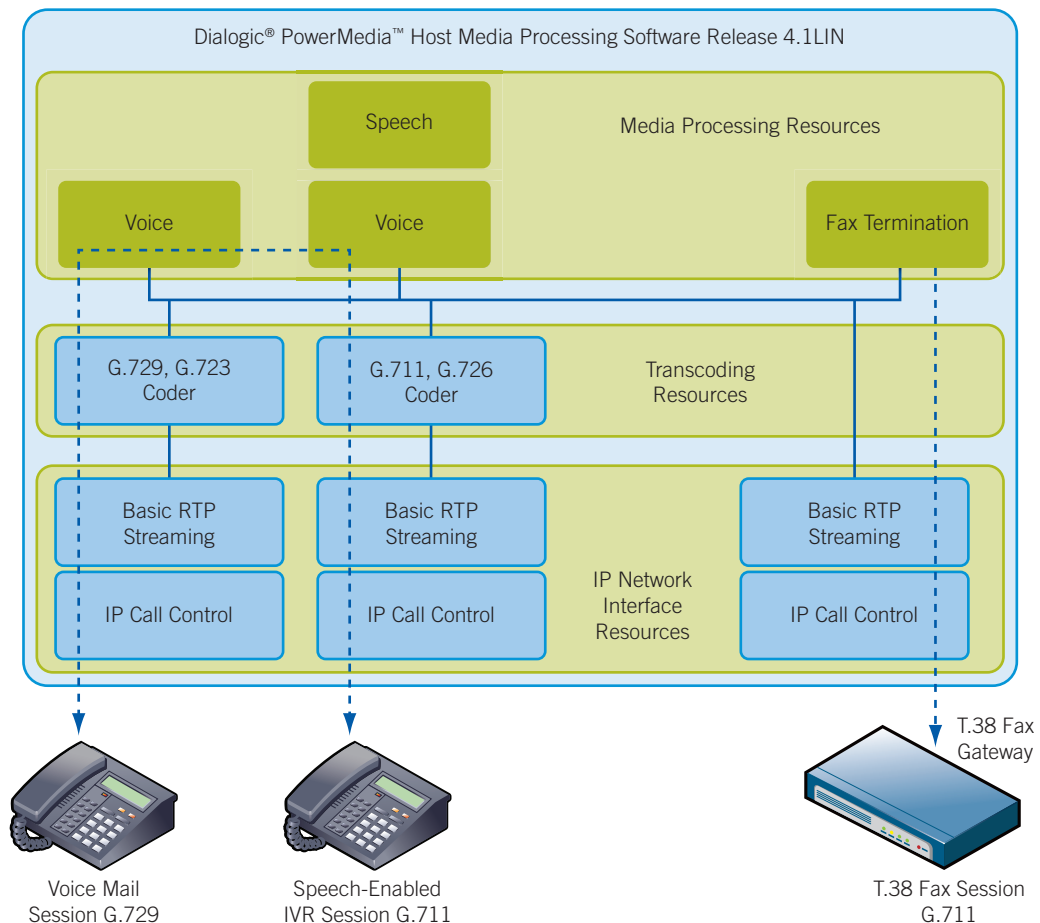 Dialogic® PowerMedia™ Host Media Processing Software Release 4.1LIN
Speech
Media Processing Resources
Voice
Voice
Fax Termination
G.729, G.723
Coder
G.711, G.726
Coder
Transcoding
Resources
Basic RTP
Streaming
Basic RTP
Streaming
Basic RTP
Streaming
IP Call Control
IP Call Control
IP Network
Interface
Resources
IP Call Control
T.38 Fax
Gateway
Voice Mail
Session G.729
Speech-Enabled
IVR Session G.711
T.38 Fax Session
G.711